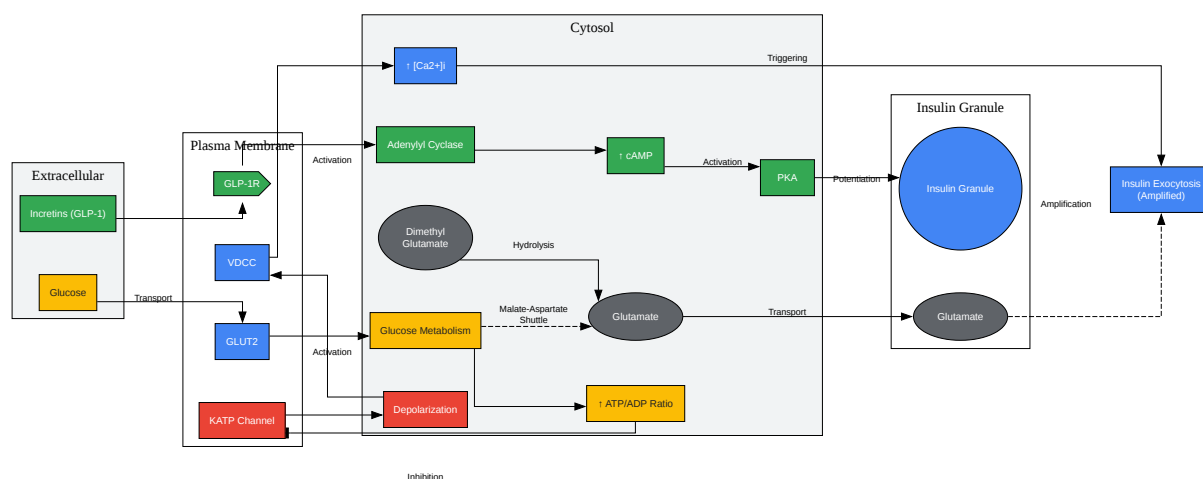 Cytosol
↑ [Ca2+]i
Triggering
Insulin Granule
Plasma Membrane
Adenylyl Cyclase
Activation
↑ cAMP
Activation
PKA
Potentiation
Insulin Granule
Insulin Exocytosis
(Amplified)
Amplification
Extracellular
GLP-1R
Incretins (GLP-1)
Dimethyl
Glutamate
Hydrolysis
VDCC
Glucose
Transport
GLUT2
Activation
Glucose Metabolism
Malate-Aspartate
Shuttle
Glutamate
Transport
Glutamate
KATP Channel
Depolarization
↑ ATP/ADP Ratio
Inhibition